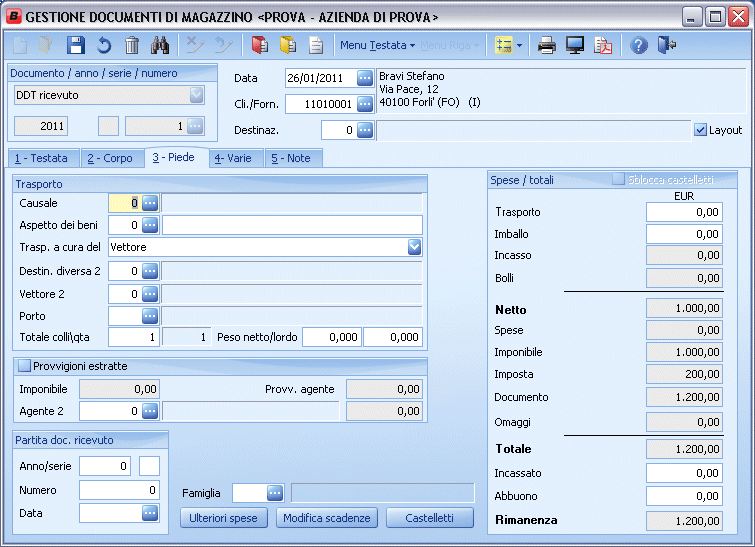 B GESTIONE DOCUMENTI DI MAGAZZINO <PROVA - AZIENDA DI PROVA>
Menu Testata Menu Riga
Documento / anno / serie / numero
DDT ricevuto
2011 1
Data 26/01/2011
Cli./Forn. 11010001
Destinaz. 0
Bravi Stefano
Via Pace, 12
40100 Forli' (FO) (I)
Layout
1 - Testata 2 - Corpo 3 - Piede 4- Varie 5 - Note
Trasporto
Causale 0
Aspetto dei beni 0
Trasp. a cura del Vettore
Destin. diversa 2 0
Vettore 2 0
Porto
Totale colli\qta 1 1 Peso netto/lordo 0,000 0,000
Provvigioni estratte
Imponibile 0,00 Provv. agente 0,00
Agente 2 0 0,00
Partita doc. ricevuto
Anno/serie 0
Numero 0
Data
Famiglia
Ulteriori spese Modifica scadenze Castelletti
Spese / totali Sblocca castelletti
EUR
Trasporto 0,00
Imballo 0,00
Incasso 0,00
Bolli 0,00
Netto 1.000,00
Spese 0,00
Imponibile 1.000,00
Imposta 200,00
Documento 1.200,00
Omaggi 0,00
Totale 1.200,00
Incassato 0,00
Abbuono 0,00
Rimanenza 1.200,00